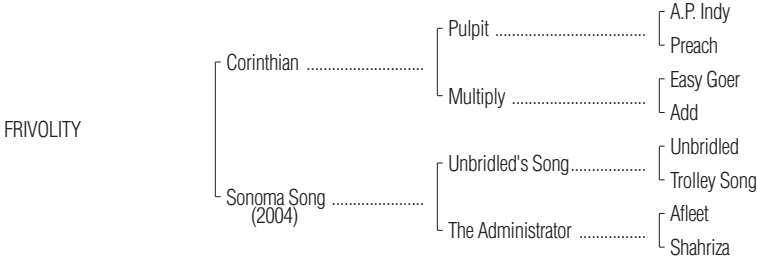 A.P. Indy
Pulpit ....................................
Preach
Corinthian ............................
Easy Goer
Multiply ................................
Add
FRIVOLITY
Unbridled
Unbridled's Song..................
Trolley Song
Sonoma Song ......................
(2004)
Afleet
The Administrator ................
Shahriza